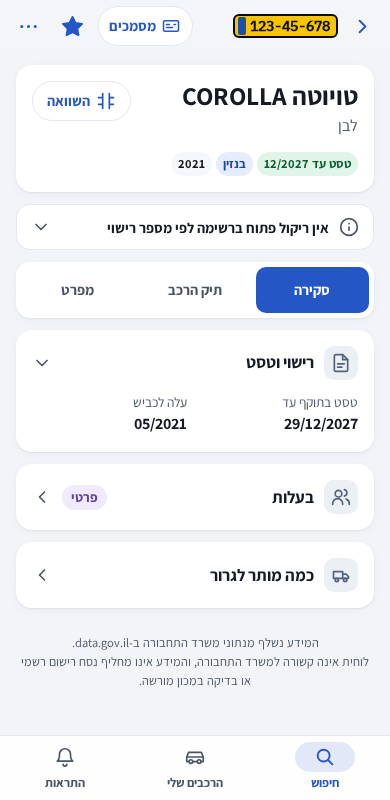 123-45-678
מסמכים
טויוטה COROLLA
השוואה
לבן
טסט עד 12/2027
בנזין
2021
אין ריקול פתוח ברשימה לפי מספר רישוי
סקירה
תיק הרכב
מפרט
רישוי וטסט
טסט בתוקף עד
עלה לכביש
29/12/2027
05/2021
בעלות
פרטי
כמה מותר לגרור
המידע נשלף מנתוני משרד התחבורה ב-data.gov.il.
לוחית אינה קשורה למשרד התחבורה, והמידע אינו מחליף נסח רישום רשמי
או בדיקה במכון מורשה.
חיפוש
הרכבים שלי
התראות